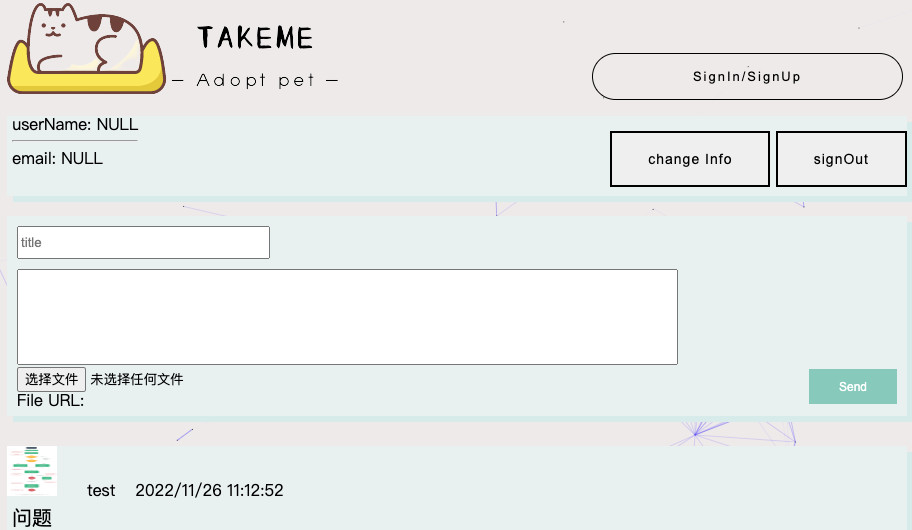 TAKEME
— Adopt pet —
SignIn/SignUp
userName: NULL
email: NULL
change Info
signOut
title
选择文件 未选择任何文件
File URL:
Send
test 2022/11/26 11:12:52
问题